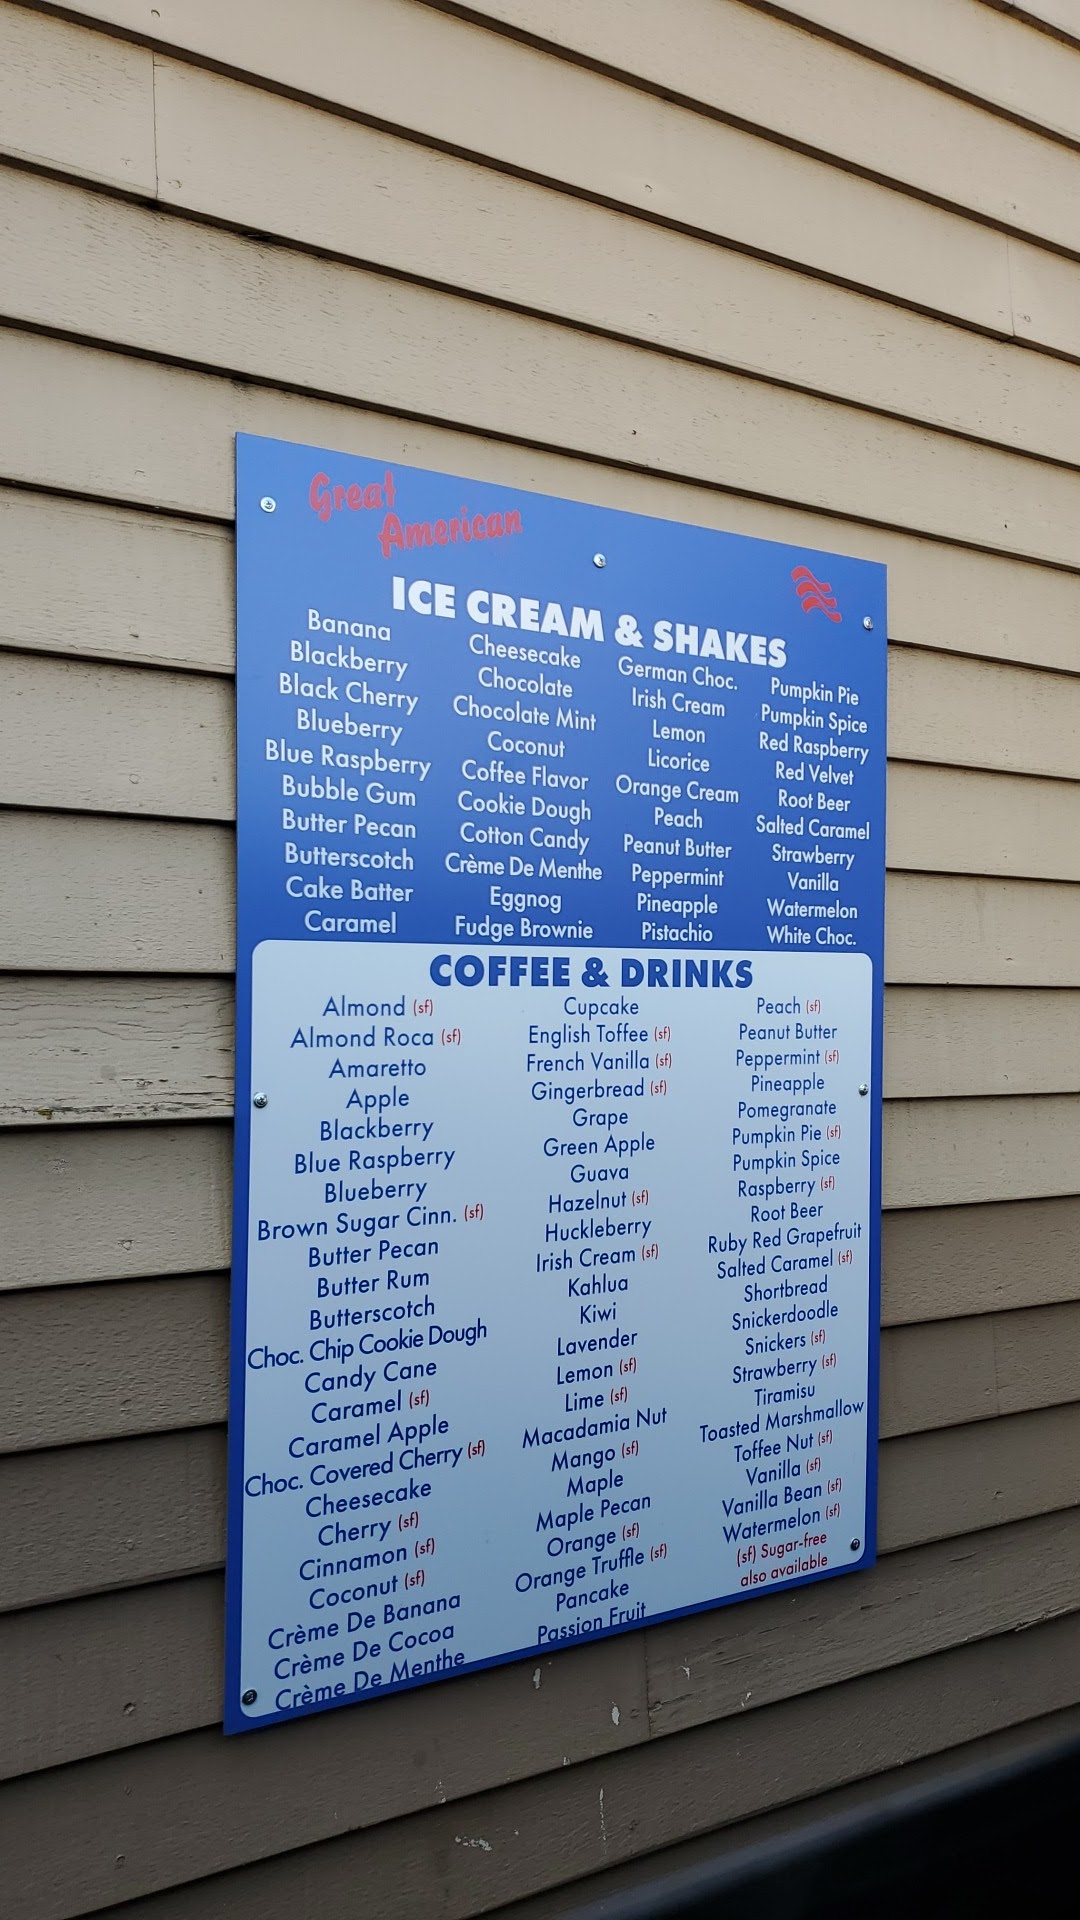 Great
American
ICE CREAM & SHAKES
Banana
Blackberry
Black Cherry
Blueberry
Blue Raspberry
Bubble Gum
Butter Pecan
Butterscotch
Cake Batter
Caramel
Cheesecake
Chocolate
Chocolate Mint
Coconut
Coffee Flavor
Cookie Dough
Cotton Candy
Crème De Menthe
Eggnog
Fudge Brownie
German Choc.
Irish Cream
Lemon
Licorice
Orange Cream
Peach
Peanut Butter
Peppermint
Pineapple
Pistachio
Pumpkin Pie
Pumpkin Spice
Red Raspberry
Red Velvet
Root Beer
Salted Caramel
Strawberry
Vanilla
Watermelon
White Choc.
COFFEE & DRINKS
Almond (sf)
Almond Roca (sf)
Amaretto
Apple
Blackberry
Blue Raspberry
Blueberry
Brown Sugar Cinn. (sf)
Butter Pecan
Butter Rum
Butterscotch
Choc. Chip Cookie Dough
Candy Cane
Caramel (sf)
Caramel Apple
Choc. Covered Cherry (sf)
Cheesecake
Cherry (sf)
Cinnamon (sf)
Coconut (sf)
Crème De Banana
Crème De Cocoa
Crème De Menthe
Cupcake
English Toffee (sf)
French Vanilla (sf)
Gingerbread (sf)
Grape
Green Apple
Guava
Hazelnut (sf)
Huckleberry
Irish Cream (sf)
Kahlua
Kiwi
Lavender
Lemon (sf)
Lime (sf)
Macadamia Nut
Mango (sf)
Maple
Maple Pecan
Orange (sf)
Orange Truffle (sf)
Pancake
Passion Fruit
Peach (sf)
Peanut Butter
Peppermint (sf)
Pineapple
Pomegranate
Pumpkin Pie (sf)
Pumpkin Spice
Raspberry (sf)
Root Beer
Ruby Red Grapefruit
Salted Caramel (sf)
Shortbread
Snickerdoodle
Snickers (sf)
Strawberry (sf)
Tiramisu
Toasted Marshmallow
Toffee Nut (sf)
Vanilla (sf)
Vanilla Bean (sf)
Watermelon (sf)
(sf) Sugar-free
also available